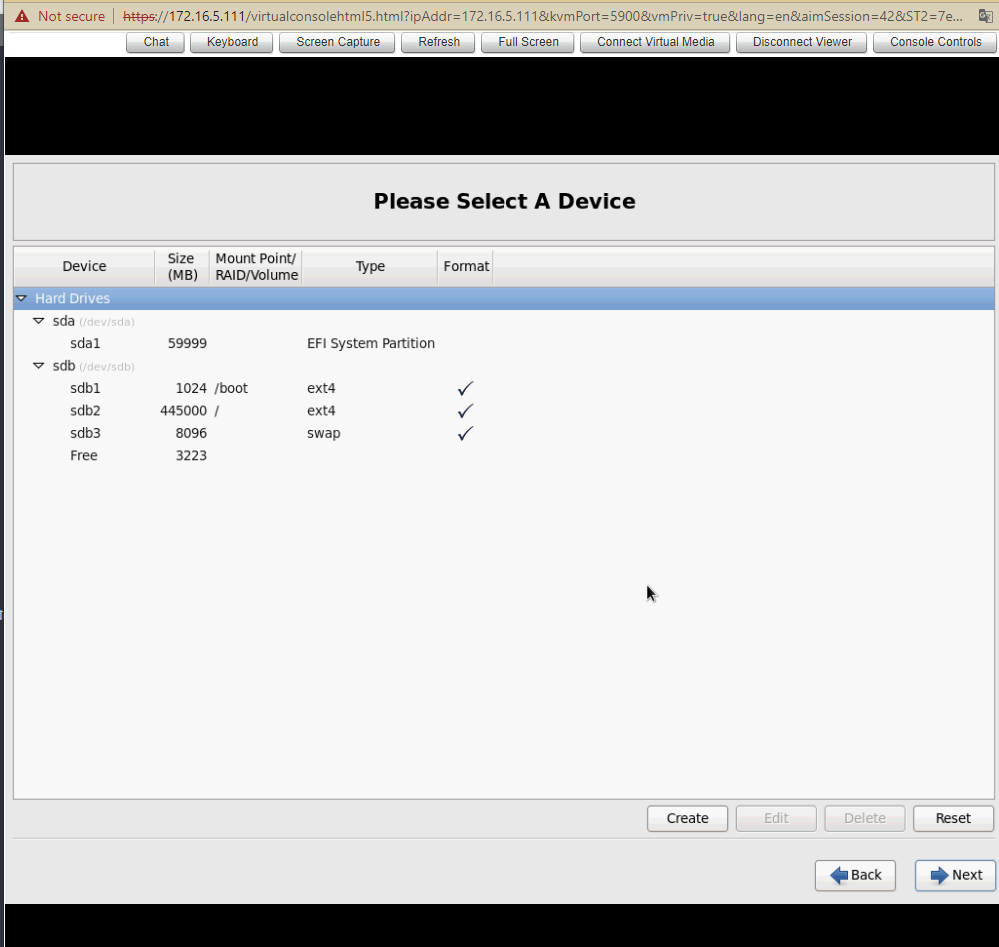 Not secure https://172.16.5.111/virtualconsolehtml5.html?ipAddr=172.16.5.111&kvmPort=5900&vmPriv=true&lang=en&aimSession=42&ST2=7e...
Chat Keyboard Screen Capture Refresh Full Screen Connect Virtual Media Disconnect Viewer Console Controls
Please Select A Device
Device Size (MB) Mount Point/ RAID/Volume Type Format
Hard Drives
sda (/dev/sda)
sda1 59999 EFI System Partition
sdb (/dev/sdb)
sdb1 1024 /boot ext4 ✓
sdb2 445000 / ext4 ✓
sdb3 8096 swap ✓
Free 3223
Create Edit Delete Reset
Back Next